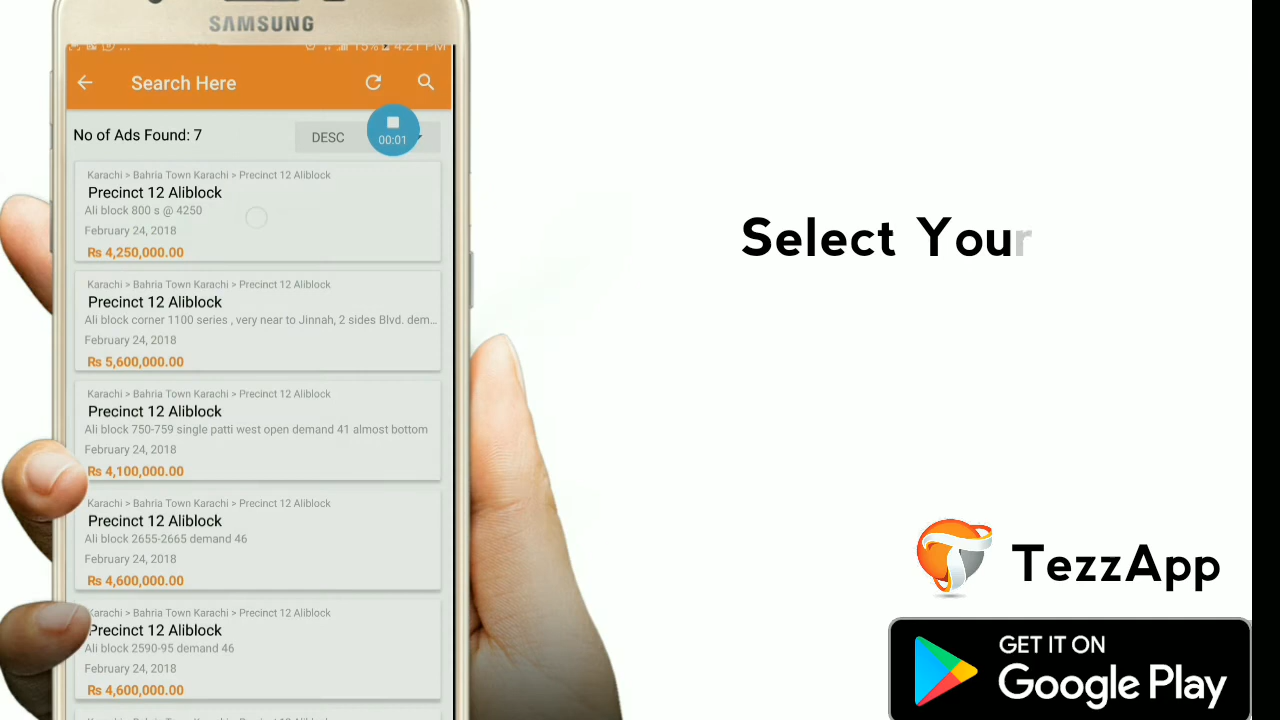 SAMSUNG
15% 4:21 PM
Search Here
No of Ads Found: 7
DESC
00:01
Karachi > Bahria Town Karachi > Precinct 12 Aliblock
Precinct 12 Aliblock
Ali block 800 s @ 4250
February 24, 2018
Rs 4,250,000.00
Karachi > Bahria Town Karachi > Precinct 12 Aliblock
Precinct 12 Aliblock
Ali block corner 1100 series , very near to Jinnah, 2 sides Blvd. dem...
February 24, 2018
Rs 5,600,000.00
Karachi > Bahria Town Karachi > Precinct 12 Aliblock
Precinct 12 Aliblock
Ali block 750-759 single patti west open demand 41 almost bottom
February 24, 2018
Rs 4,100,000.00
Karachi > Bahria Town Karachi > Precinct 12 Aliblock
Precinct 12 Aliblock
Ali block 2655-2665 demand 46
February 24, 2018
Rs 4,600,000.00
Karachi > Bahria Town Karachi > Precinct 12 Aliblock
Precinct 12 Aliblock
Ali block 2590-95 demand 46
February 24, 2018
Rs 4,600,000.00
Select Your
TezzApp
GET IT ON
Google Play